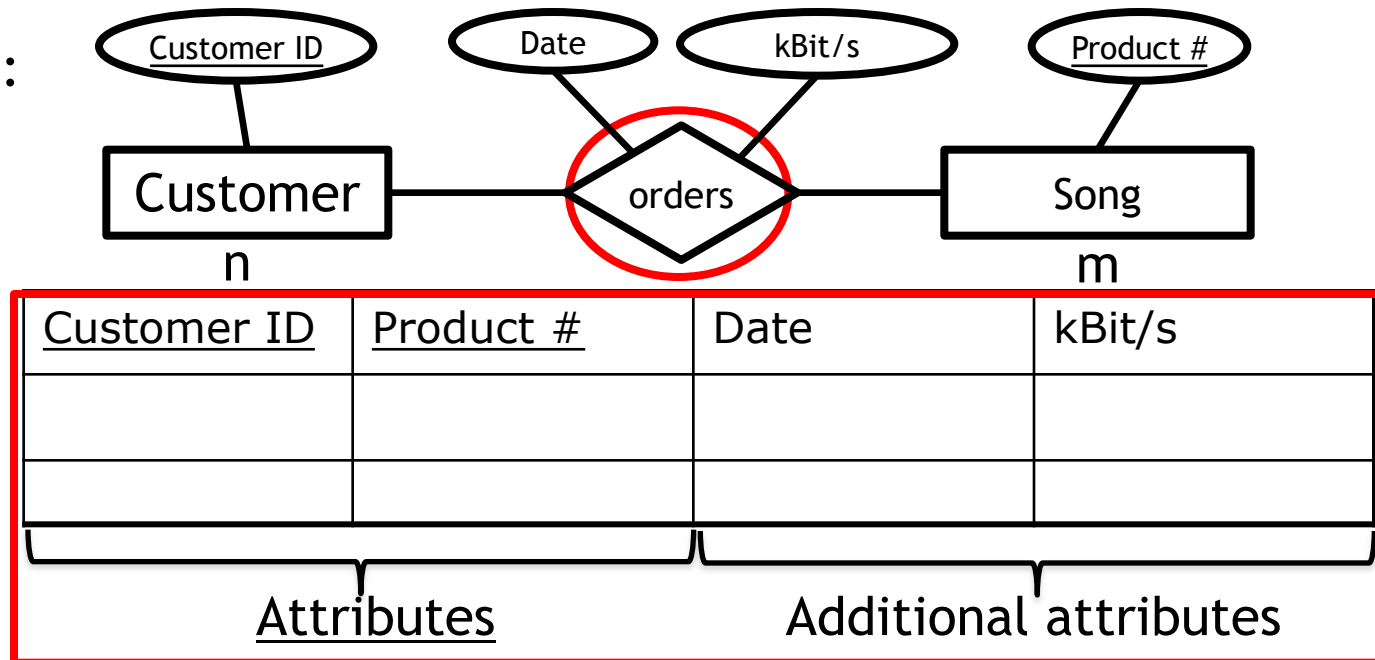 :
Customer ID
Date
kBit/s
Product #
Customer
orders
Song
n
m
Customer ID Product # Date kBit/s
Attributes Additional attributes